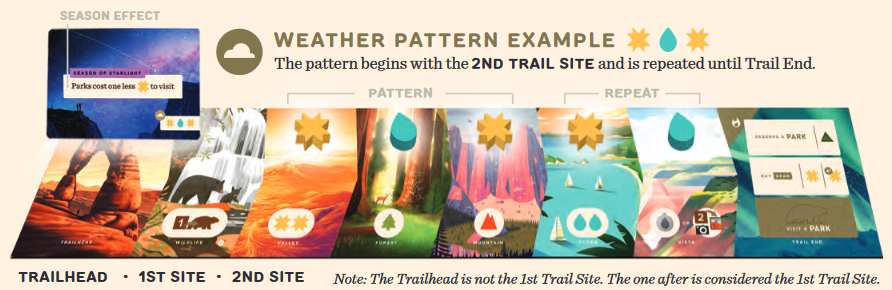 SEASON EFFECT
WEATHER PATTERN EXAMPLE
The pattern begins with the 2ND TRAIL SITE and is repeated until Trail End.
SEASON OF STARLIGHT
Parks cost one less to visit
PATTERN
REPEAT
RESERVE A PARK
BUY GEAR
VISIT A PARK
1
OR 2
TRAILHEAD
WILDLIFE
VALLEY
FOREST
MOUNTAIN
OCEAN
VISTA
TRAIL END
TRAILHEAD • 1ST SITE • 2ND SITE
Note: The Trailhead is not the 1st Trail Site. The one after is considered the 1st Trail Site.